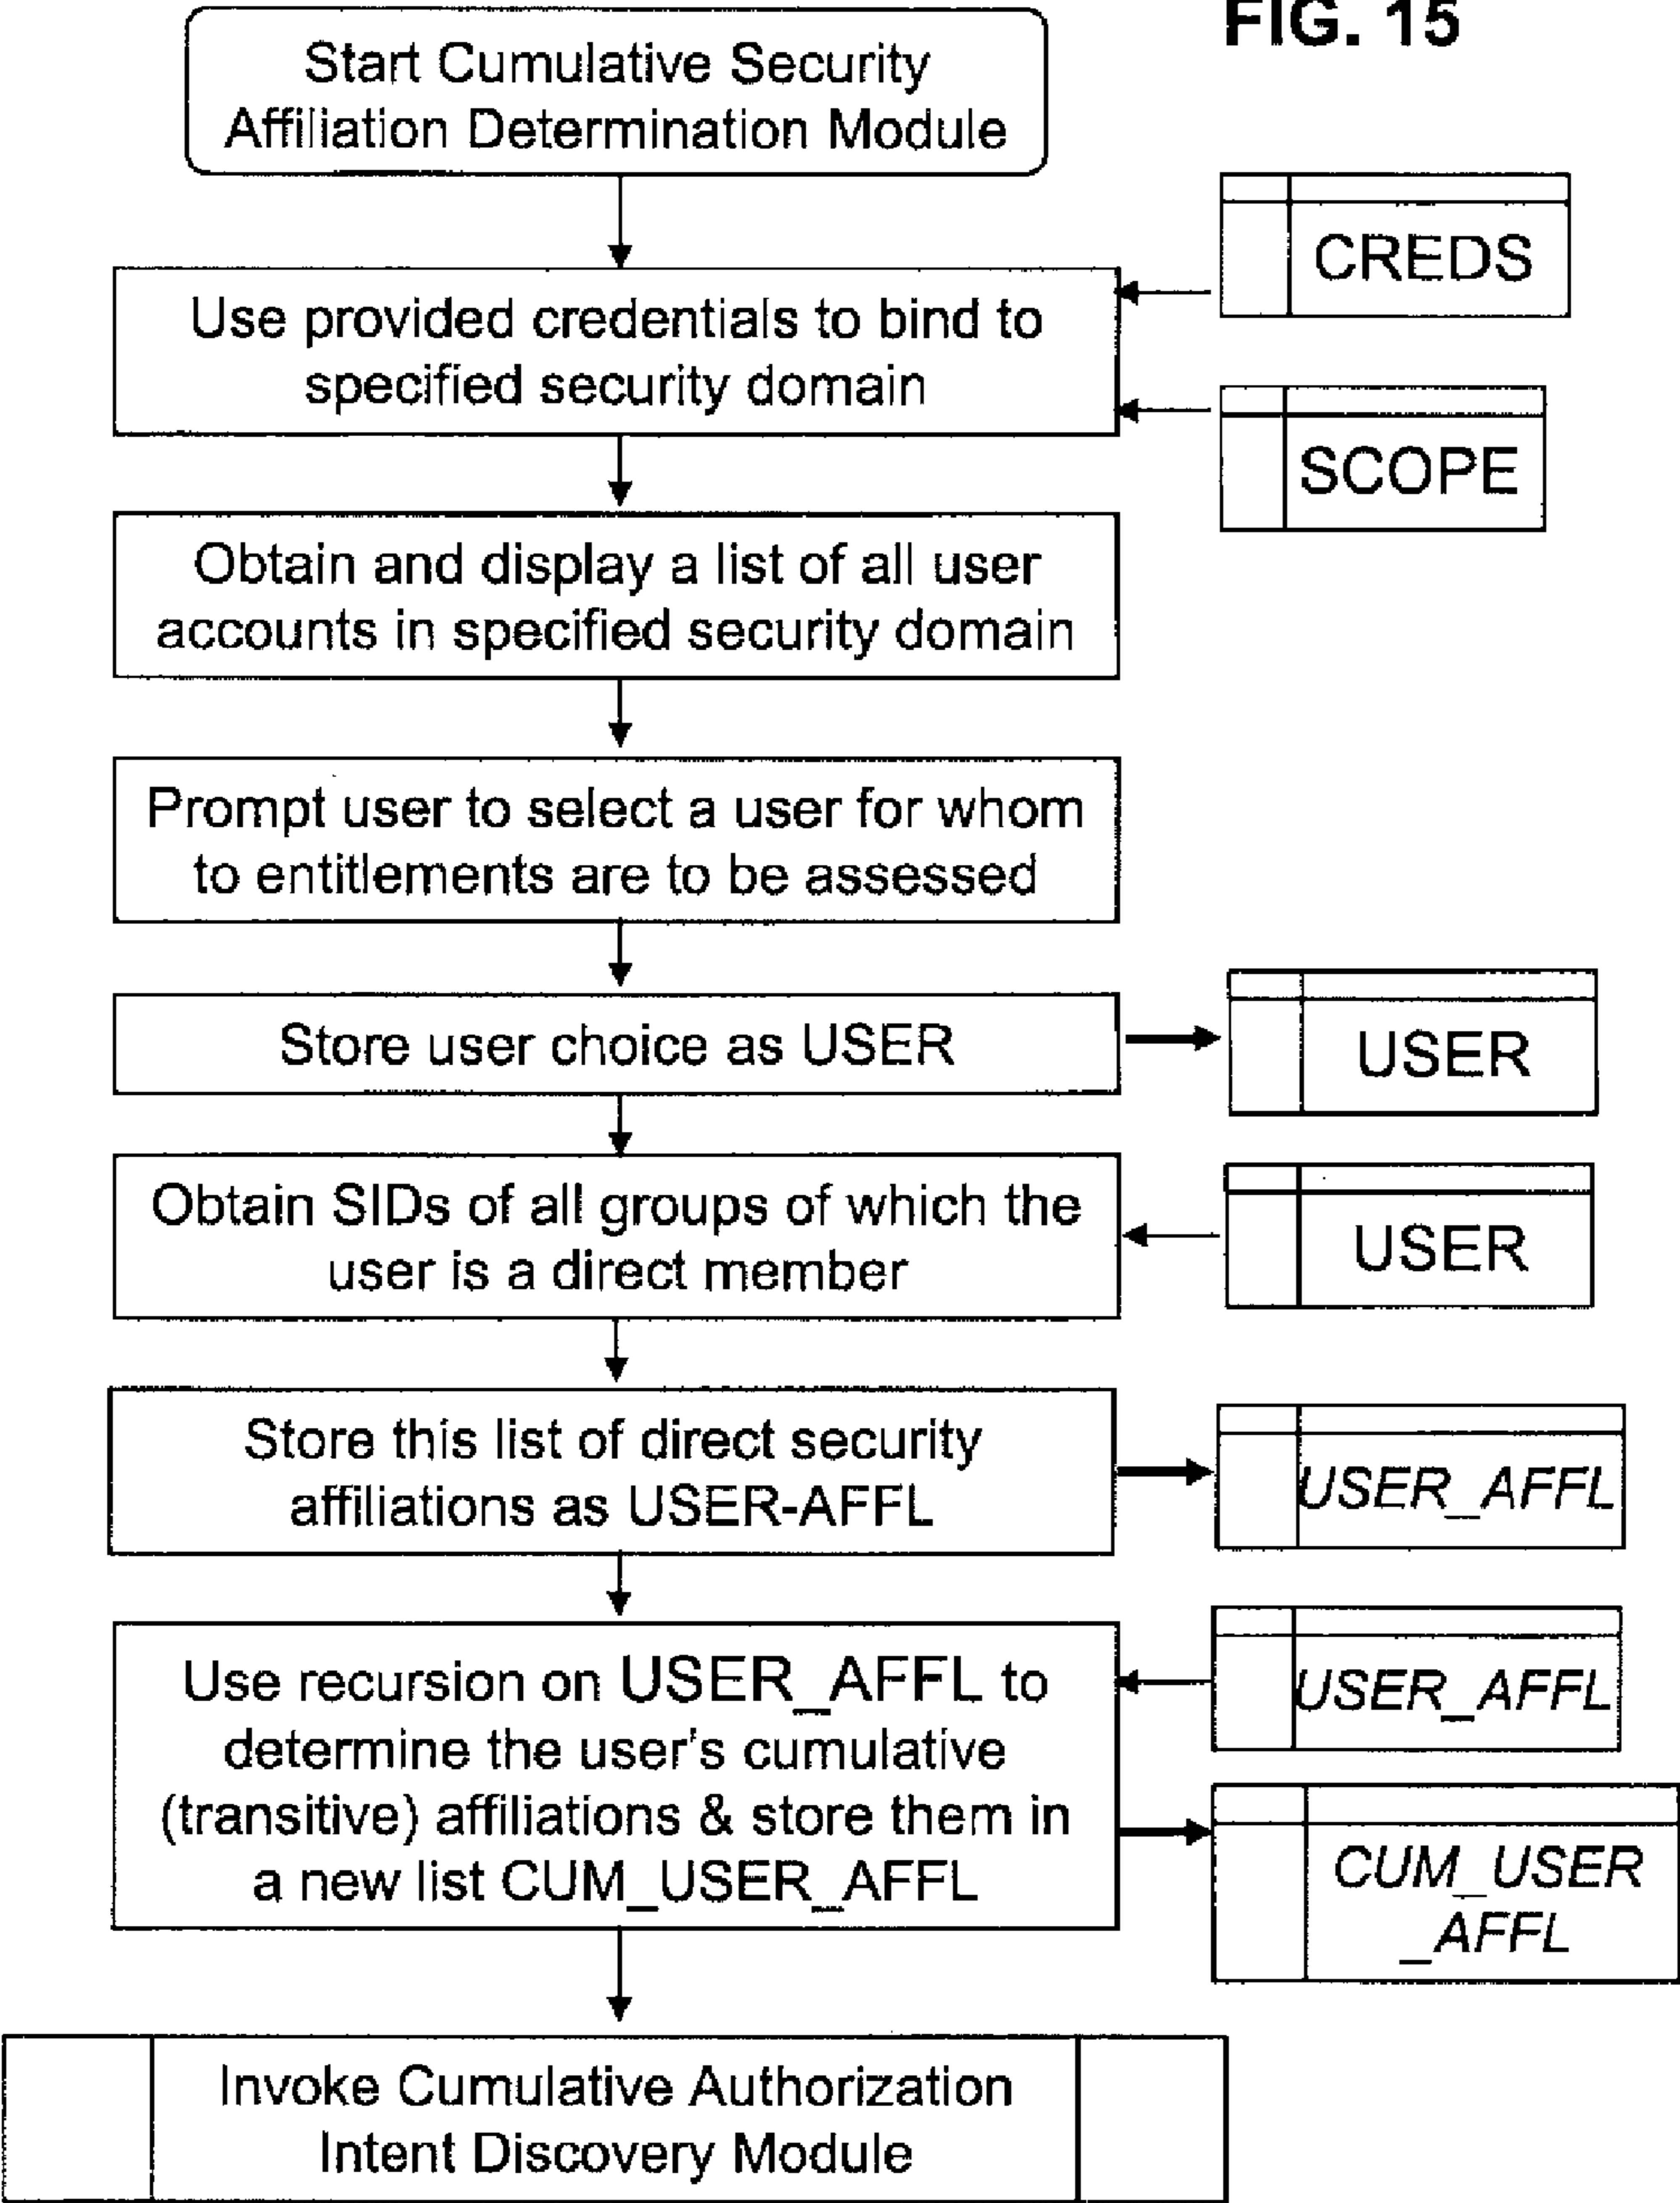 FIG. 15
Start Cumulative Security
Affiliation Determination Module
CREDS
Use provided credentials to bind to
specified security domain
SCOPE
Obtain and display a list of all user
accounts in specified security domain
Prompt user to select a user for whom
to entitlements are to be assessed
Store user choice as USER
USER
Obtain SIDs of all groups of which the
user is a direct member
USER
Store this list of direct security
affiliations as USER-AFFL
USER_AFFL
Use recursion on USER_AFFL to
determine the user's cumulative
(transitive) affiliations & store them in
a new list CUM_USER_AFFL
USER_AFFL
CUM_USER
_AFFL
Invoke Cumulative Authorization
Intent Discovery Module